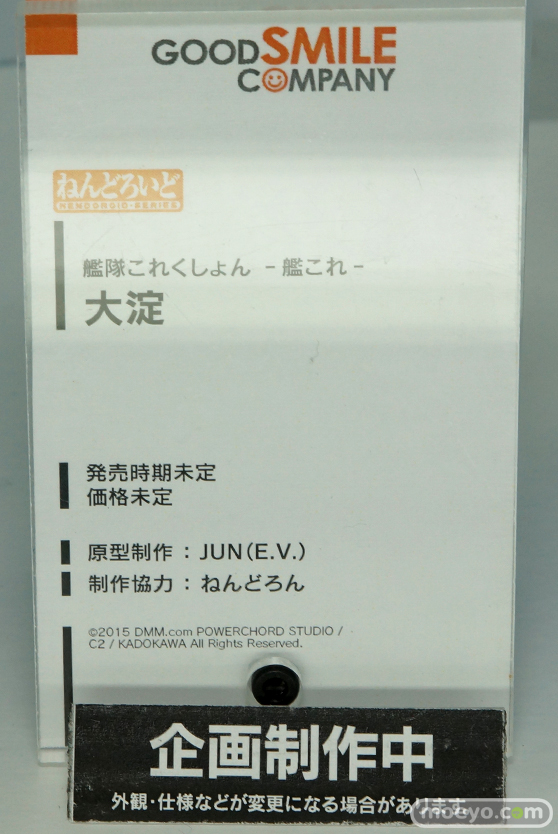 GOODSMILE
COMPANY
ねんどろいど
NENDOROID・SERIES
艦隊これくしょん －艦これ－
大淀
発売時期未定
価格未定
原型制作 ： JUN（E.V.）
制作協力 ： ねんどろん
©2015 DMM.com POWERCHORD STUDIO /
C2 / KADOKAWA All Rights Reserved.
企画制作中
外観・仕様などが変更になる場合があります。
moeyo.com